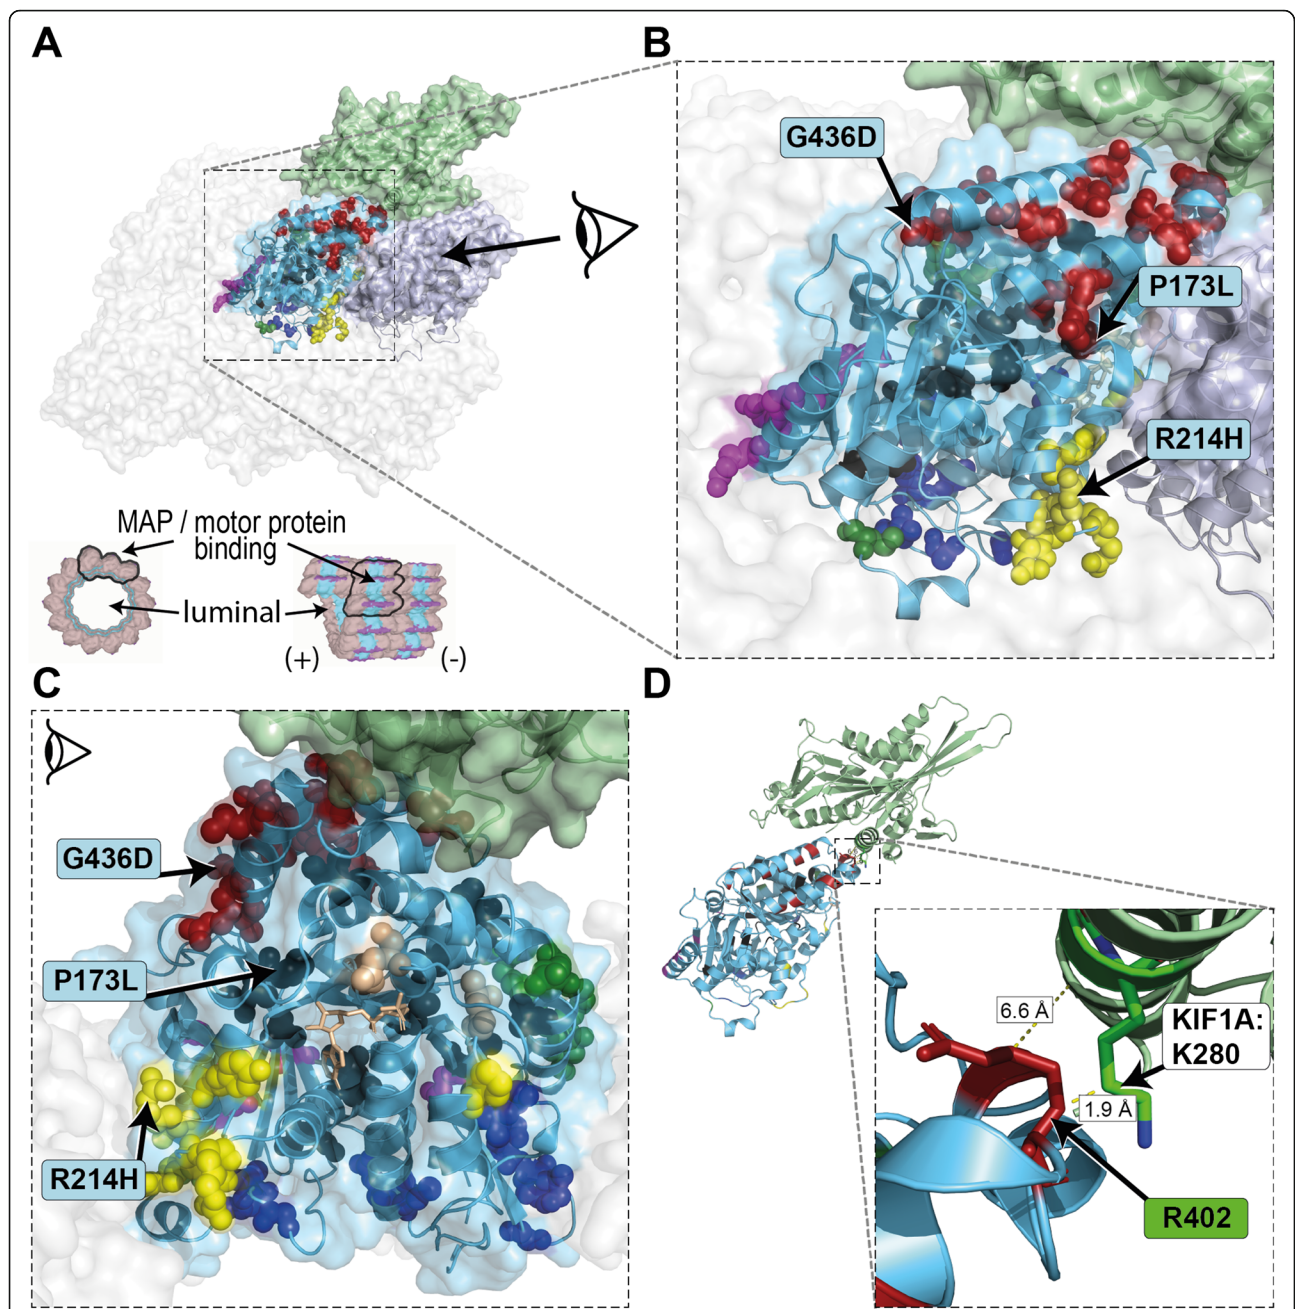 A
B
G436D
P173L
R214H
MAP / motor protein
binding
luminal
(+)
(-)
C
D
G436D
P173L
R214H
6.6 Å
KIF1A:
K280
1.9 Å
R402